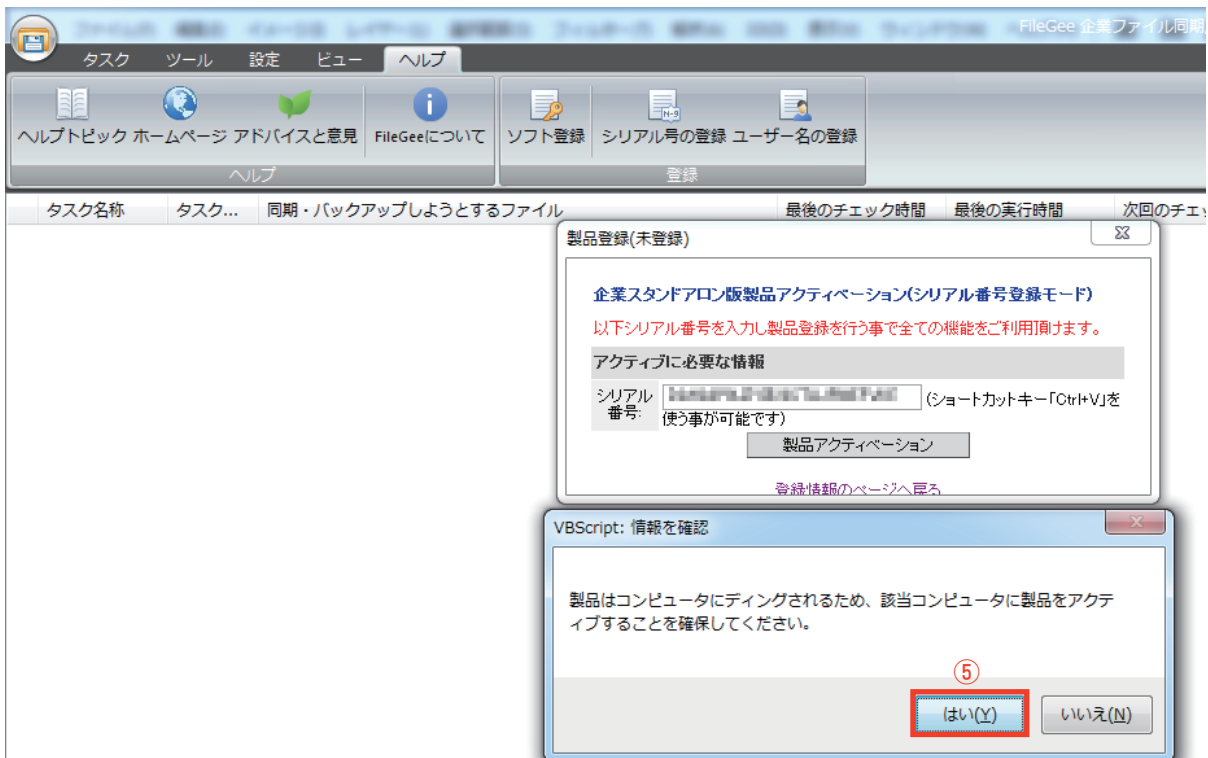 FileGee 企業ファイル同期
タスク ツール 設定 ビュー ヘルプ
ヘルプトピック ホームページ アドバイスと意見 FileGeeについて ソフト登録 シリアル号の登録 ユーザー名の登録
N-9
ヘルプ 登録
タスク名称 タスク... 同期・バックアップしようとするファイル 最後のチェック時間 最後の実行時間 次回のチェッ
製品登録(未登録)
企業スタンドアロン版製品アクティベーション(シリアル番号登録モード)
以下シリアル番号を入力し製品登録を行う事で全ての機能をご利用頂けます。
アクティブに必要な情報
シリアル番号: (ショートカットキー「Ctrl+V」を
使う事が可能です)
製品アクティベーション
登録情報のページへ戻る
VBScript: 情報を確認
製品はコンピュータにディングされるため、該当コンピュータに製品をアクテ
ィブすることを確保してください。
⑤
はい(Y) いいえ(N)